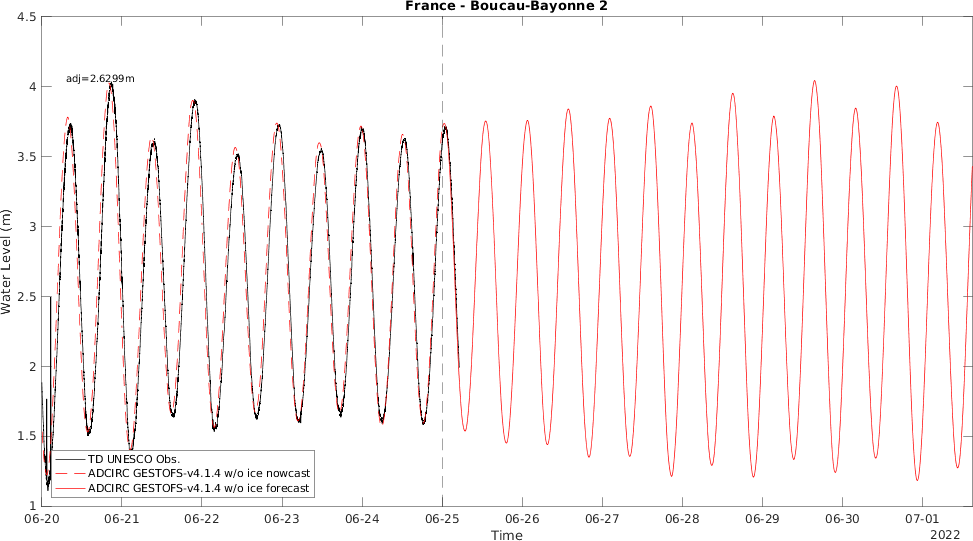 France - Boucau-Bayonne 2
4.5
4
3.5
3
2.5
2
1.5
1
Water Level (m)
adj=2.6299m
TD UNESCO Obs.
ADCIRC GESTOFS-v4.1.4 w/o ice nowcast
ADCIRC GESTOFS-v4.1.4 w/o ice forecast
06-20 06-21 06-22 06-23 06-24 06-25 06-26 06-27 06-28 06-29 06-30 07-01
Time
2022